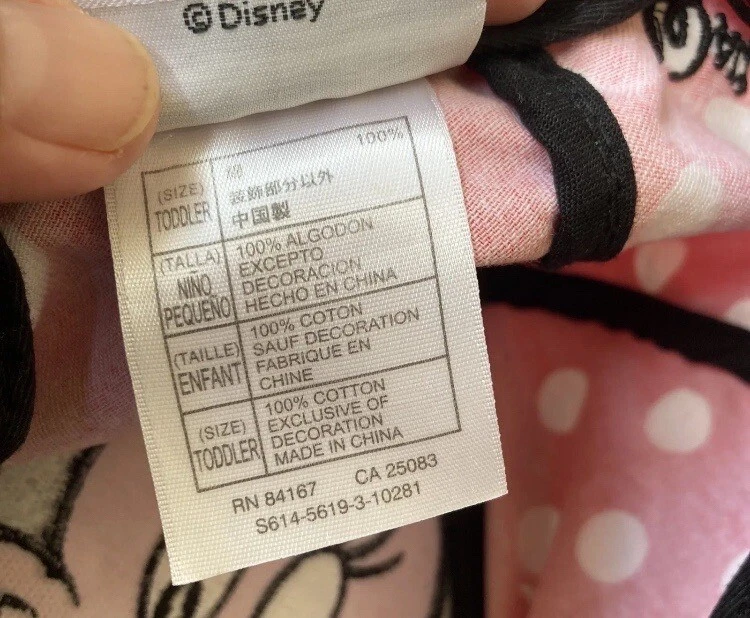 ©Disney
(SIZE)
TODDLER
綿 100%
装飾部分以外
中国製
(TALLA)
NIÑO
PEQUEÑO
100% ALGODON
EXCEPTO
DECORACION
HECHO EN CHINA
(TAILLE)
ENFANT
100% COTON
SAUF DECORATION
FABRIQUE EN
CHINE
(SIZE)
TODDLER
100% COTTON
EXCLUSIVE OF
DECORATION
MADE IN CHINA
RN 84167 CA 25083
S614-5619-3-10281